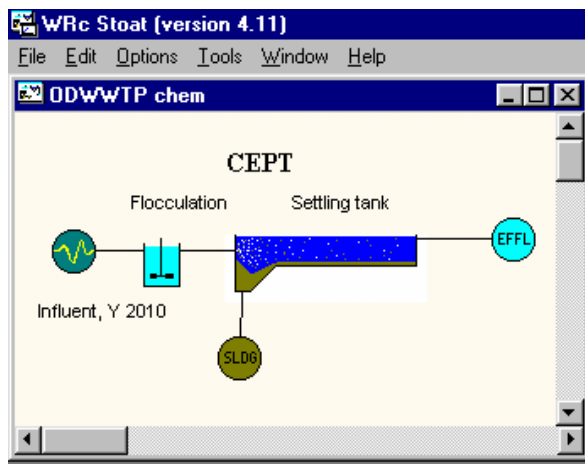 WRc Stoat (version 4.11)
File Edit Options Tools Window Help
ODWWTP chem
CEPT
Flocculation Settling tank
EFFL
Influent, Y 2010
SLDG